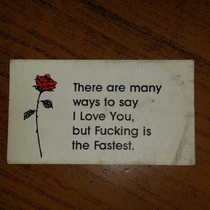 There are many
ways to say
I Love You,
but Fucking is
the Fastest.